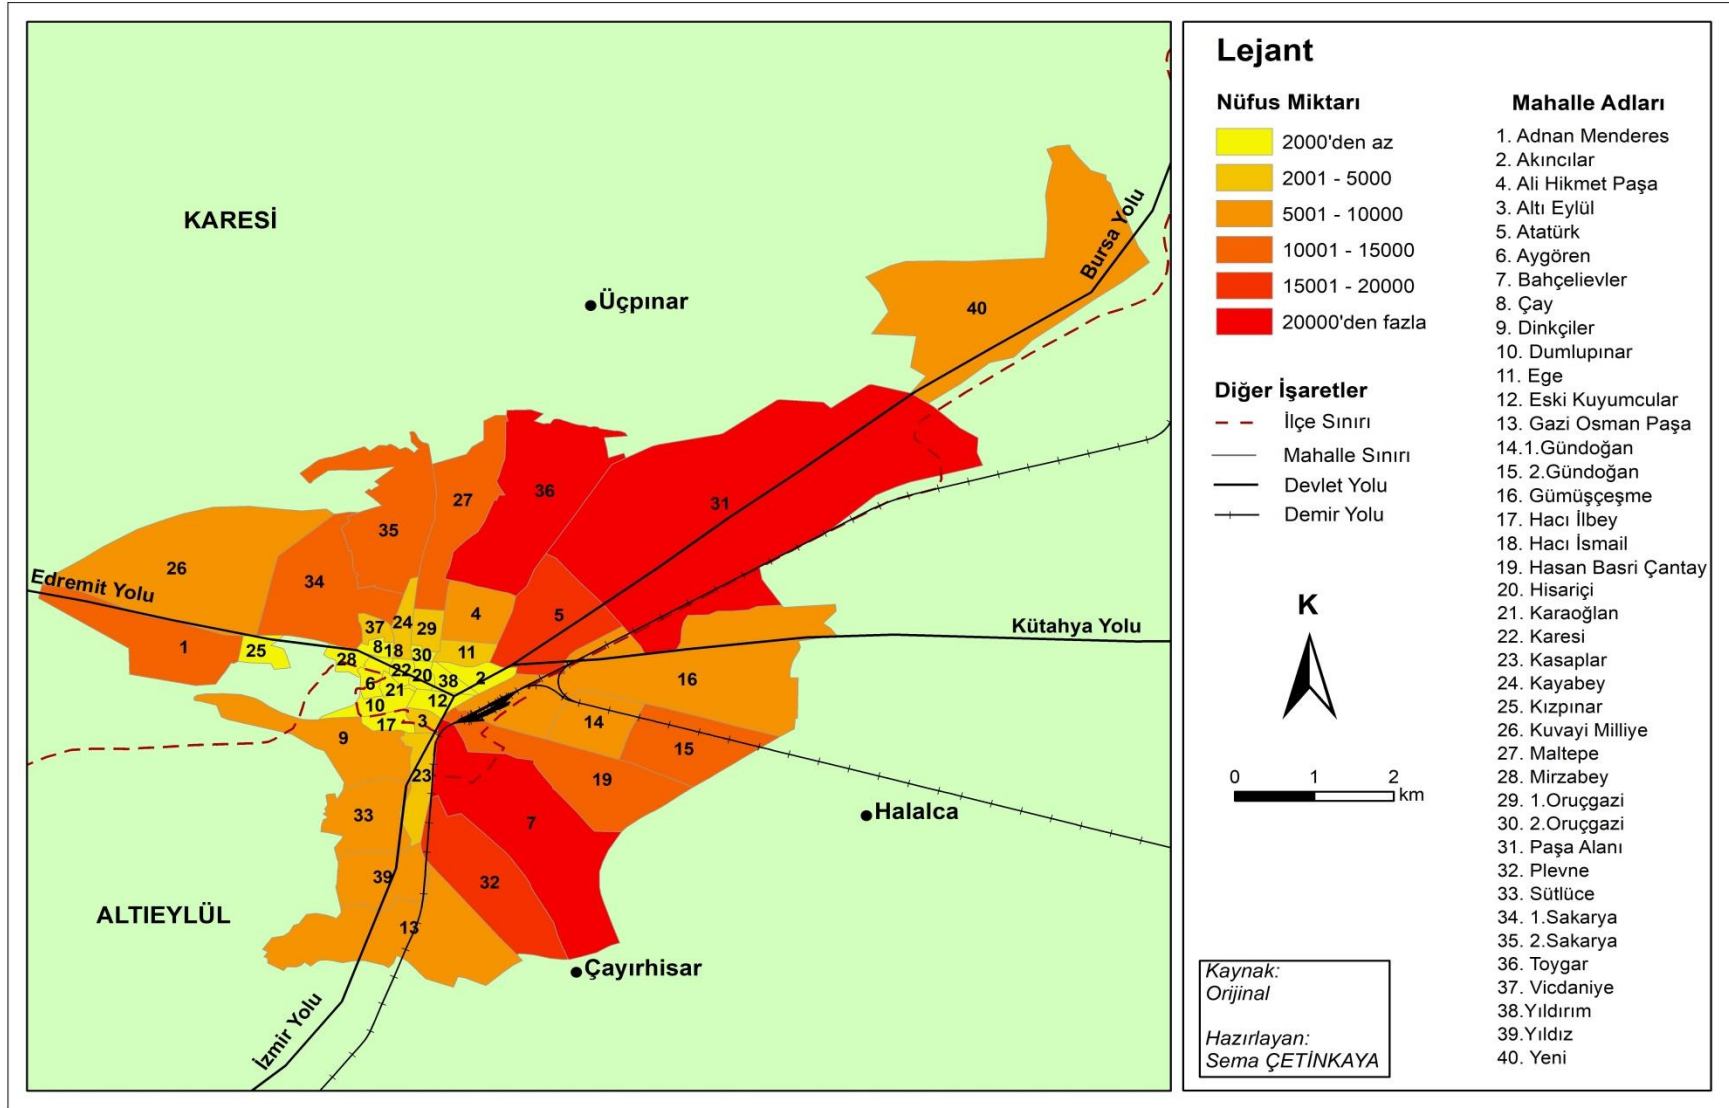 KARESİ
Üçpınar
Bursa Yolu
40
36
31
27
35
26
34
Edremit Yolu
1
25
37
24
29
4
5
8
18
30
11
28
22
20
38
2
6
21
10
12
17
3
9
23
Kütahya Yolu
16
14
15
19
7
33
32
39
13
Halalca
ALTIEYLÜL
Çayırhisar
İzmir Yolu
Lejant
Nüfus Miktarı
2000'den az
2001 - 5000
5001 - 10000
10001 - 15000
15001 - 20000
20000'den fazla
Diğer İşaretler
İlçe Sınırı
Mahalle Sınırı
Devlet Yolu
Demir Yolu
K
0 1 2
km
Kaynak:
Orijinal
Hazırlayan:
Sema ÇETİNKAYA
Mahalle Adları
1. Adnan Menderes
2. Akıncılar
4. Ali Hikmet Paşa
3. Altı Eylül
5. Atatürk
6. Aygören
7. Bahçelievler
8. Çay
9. Dinkçiler
10. Dumlupınar
11. Ege
12. Eski Kuyumcular
13. Gazi Osman Paşa
14.1.Gündoğan
15. 2.Gündoğan
16. Gümüşçeşme
17. Hacı İlbey
18. Hacı İsmail
19. Hasan Basri Çantay
20. Hisariçi
21. Karaoğlan
22. Karesi
23. Kasaplar
24. Kayabey
25. Kızpınar
26. Kuvayi Milliye
27. Maltepe
28. Mirzabey
29. 1.Oruçgazi
30. 2.Oruçgazi
31. Paşa Alanı
32. Plevne
33. Sütlüce
34. 1.Sakarya
35. 2.Sakarya
36. Toygar
37. Vicdaniye
38.Yıldırım
39.Yıldız
40. Yeni